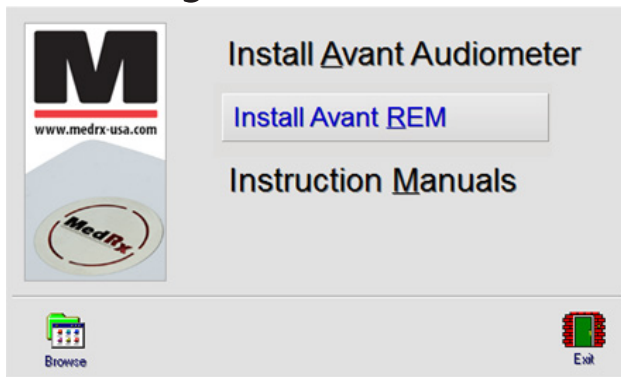 M
www.medrx-usa.com
MedRx
Install Avant Audiometer
Install Avant REM
Instruction Manuals
Browse
Exit